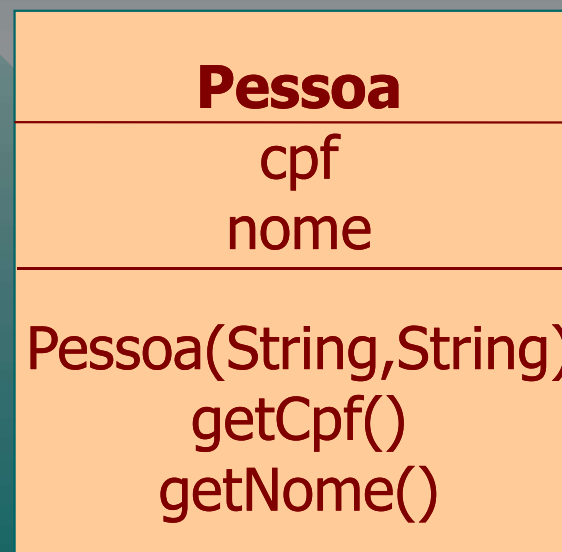 Pessoa
cpf
nome
Pessoa(String,String)
getCpf()
getNome()